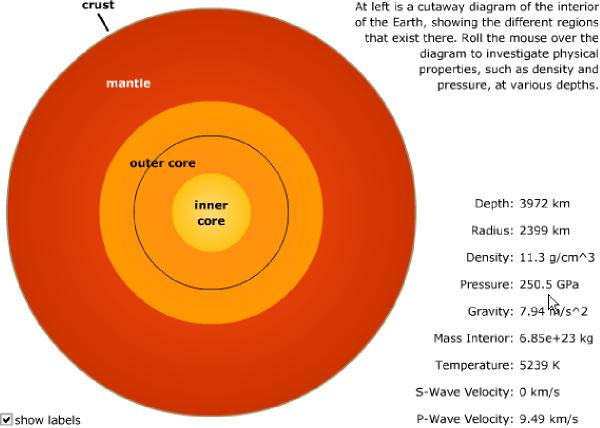 crust
At left is a cutaway diagram of the interior
of the Earth, showing the different regions
that exist there. Roll the mouse over the
diagram to investigate physical
properties, such as density and
pressure, at various depths.
mantle
outer core
inner
core
Depth: 3972 km
Radius: 2399 km
Density: 11.3 g/cm^3
Pressure: 250.5 GPa
Gravity: 7.94 m/s^2
Mass Interior: 6.85e+23 kg
Temperature: 5239 K
S-Wave Velocity: 0 km/s
P-Wave Velocity: 9.49 km/s
show labels